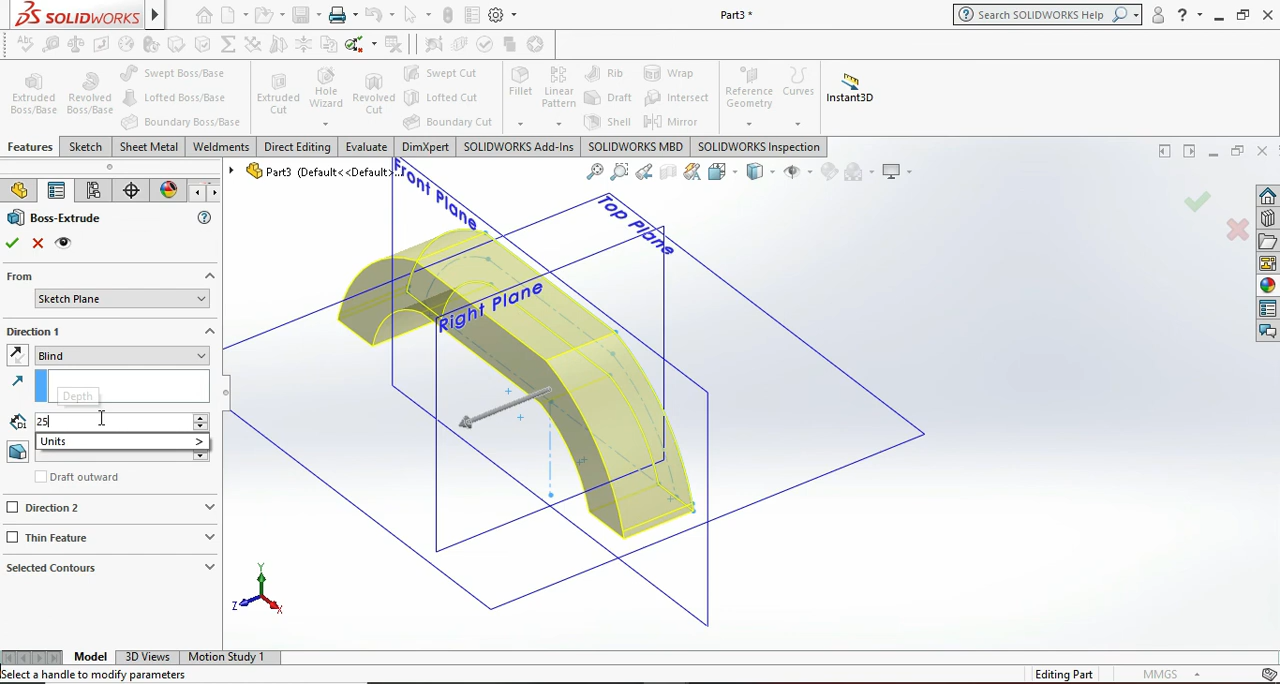 SOLIDWORKS
Part3 *
Search SOLIDWORKS Help
?
Extruded Boss/Base
Revolved Boss/Base
Swept Boss/Base
Lofted Boss/Base
Boundary Boss/Base
Extruded Cut
Hole Wizard
Revolved Cut
Swept Cut
Lofted Cut
Boundary Cut
Fillet
Linear Pattern
Rib
Draft
Shell
Wrap
Intersect
Mirror
Reference Geometry
Curves
Instant3D
Features
Sketch
Sheet Metal
Weldments
Direct Editing
Evaluate
DimXpert
SOLIDWORKS Add-Ins
SOLIDWORKS MBD
SOLIDWORKS Inspection
Part3 (Default<<Default>...
Boss-Extrude
?
From
Sketch Plane
Direction 1
Blind
Depth
D1
25
Units >
Draft outward
Direction 2
Thin Feature
Selected Contours
Front Plane
Top Plane
Right Plane
Y
Z
X
Model
3D Views
Motion Study 1
Select a handle to modify parameters
Editing Part
MMGS